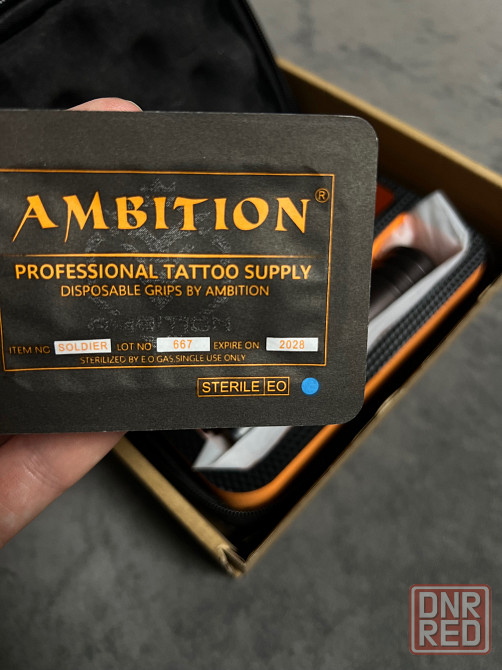 AMBITION®
PROFESSIONAL TATTOO SUPPLY
DISPOSABLE GRIPS BY AMBITION
AMBITION
ITEM NO SOLDIER LOT NO 667 EXPIRE ON 2028
STERILIZED BY E.O.GAS.SINGLE USE ONLY
STERILE EO
DNR
RED